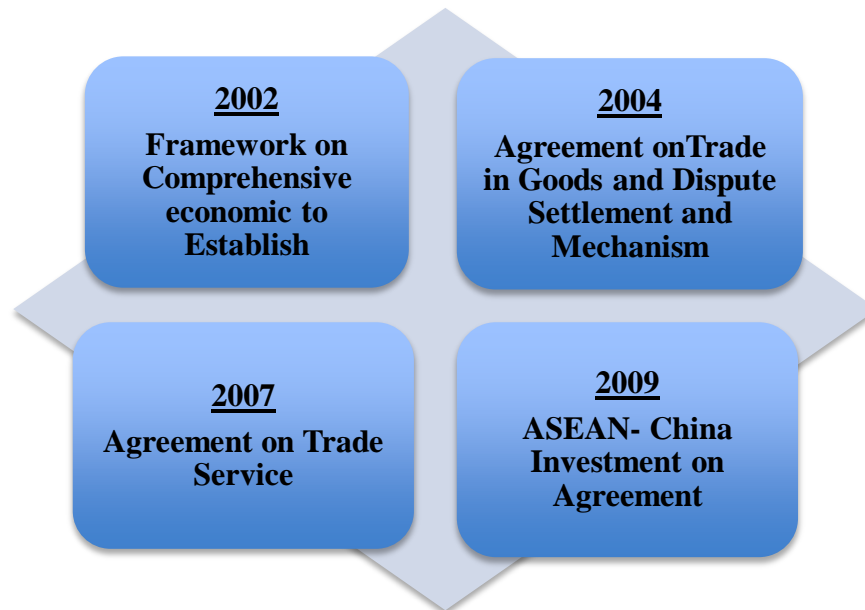 2002
Framework on
Comprehensive
economic to
Establish
2004
Agreement onTrade
in Goods and Dispute
Settlement and
Mechanism
2007
Agreement on Trade
Service
2009
ASEAN- China
Investment on
Agreement